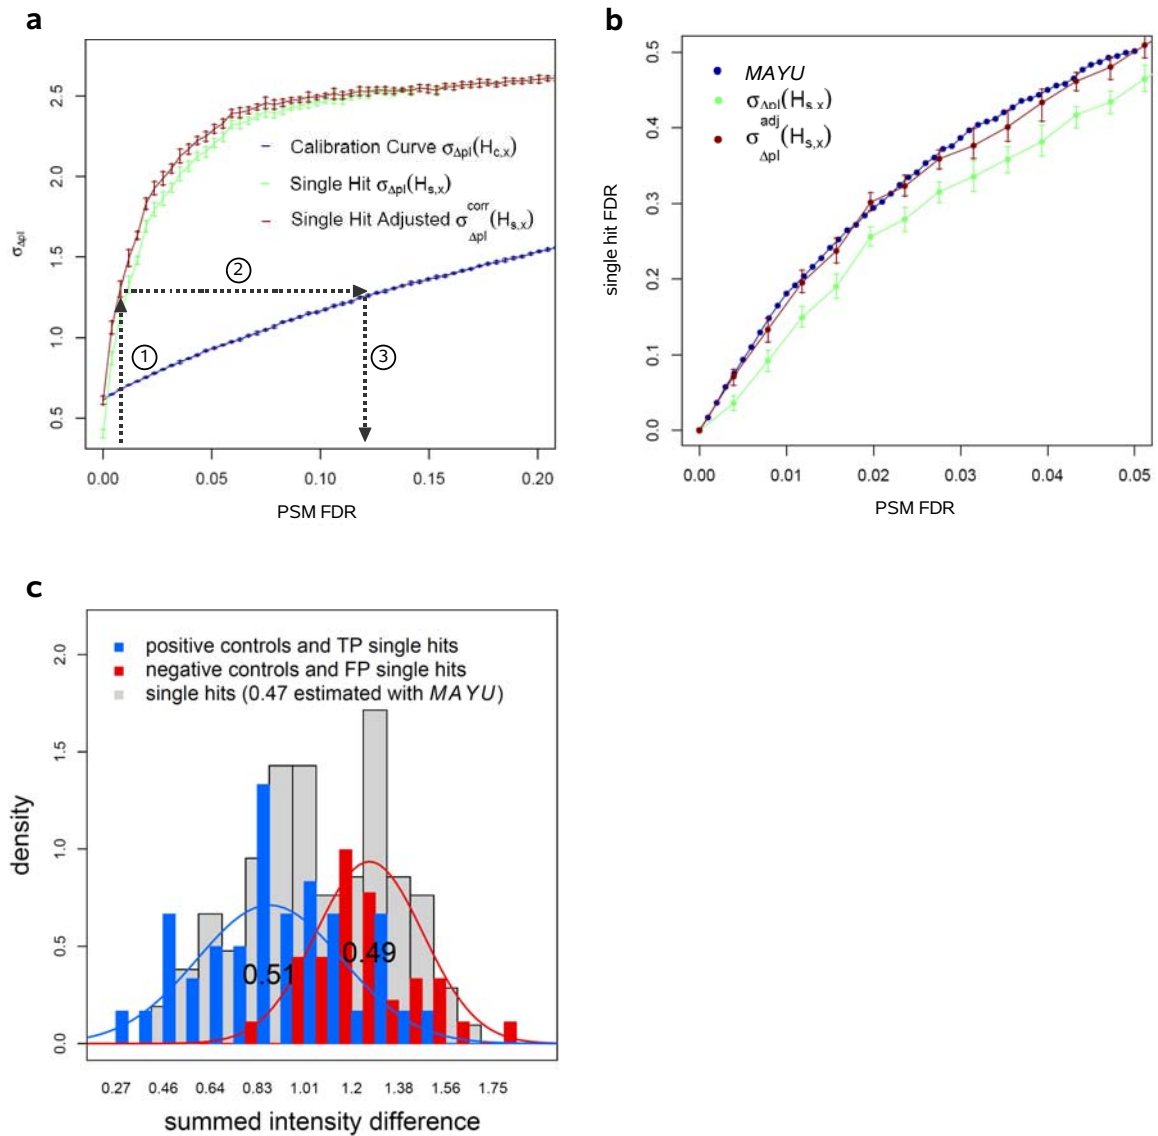 a
2.5
2.0
1.5
1.0
0.5
σΔpI
Calibration Curve σΔpI(Hc,x)
Single Hit σΔpI(Hs,x)
Single Hit Adjusted σ corr ΔpI (Hs,x)
2
1
3
0.00 0.05 0.10 0.15 0.20
PSM FDR
b
0.5
0.4
0.3
0.2
0.1
0.0
single hit FDR
MAYU
σΔpI(Hs,x)
σ adj ΔpI (Hs,x)
0.00 0.01 0.02 0.03 0.04 0.05
PSM FDR
c
2.0
1.5
1.0
0.5
0.0
density
positive controls and TP single hits
negative controls and FP single hits
single hits (0.47 estimated with MAYU)
0.51
0.49
0.27 0.46 0.64 0.83 1.01 1.2 1.38 1.56 1.75
summed intensity difference